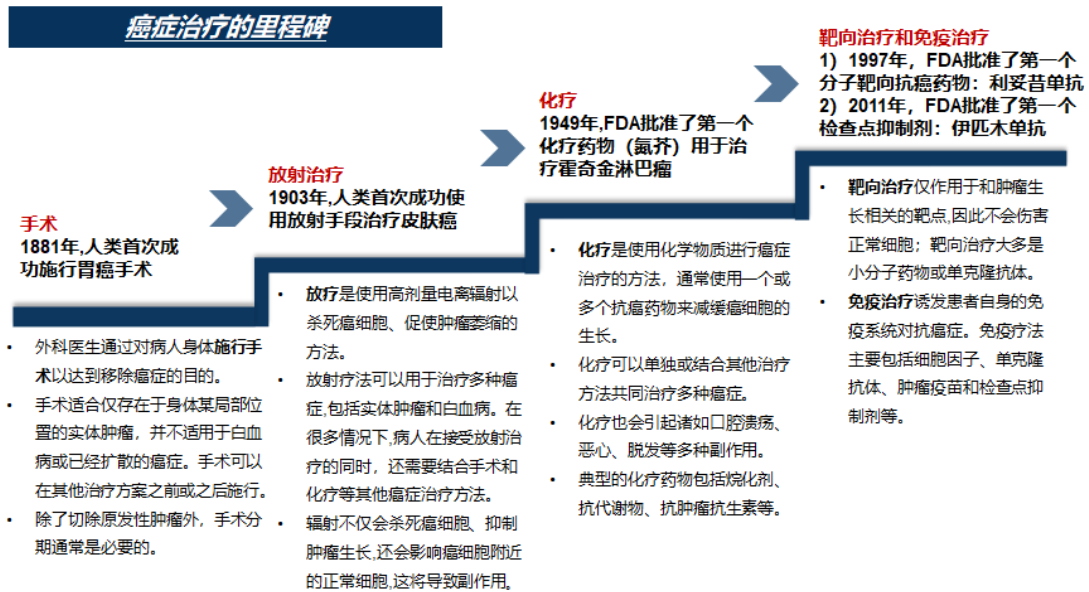 癌症治疗的里程碑
手术
1881年,人类首次成
功施行胃癌手术
外科医生通过对病人身体施行手
术以达到移除癌症的目的。
手术适合仅存在于身体某局部位
置的实体肿瘤，并不适用于白血
病或已经扩散的癌症。手术可以
在其他治疗方案之前或之后施行。
除了切除原发性肿瘤外，手术分
期通常是必要的。
放射治疗
1903年,人类首次成功使
用放射手段治疗皮肤癌
放疗是使用高剂量电离辐射以
杀死癌细胞、促使肿瘤萎缩的
方法。
放射疗法可以用于治疗多种癌
症,包括实体肿瘤和白血病。在
很多情况下,病人在接受放射治
疗的同时，还需要结合手术和
化疗等其他癌症治疗方法。
辐射不仅会杀死癌细胞、抑制
肿瘤生长,还会影响癌细胞附近
的正常细胞,这将导致副作用。
化疗
1949年,FDA批准了第一个
化疗药物（氮芥）用于治
疗霍奇金淋巴瘤
化疗是使用化学物质进行癌症
治疗的方法，通常使用一个或
多个抗癌药物来减缓癌细胞的
生长。
化疗可以单独或结合其他治疗
方法共同治疗多种癌症。
化疗也会引起诸如口腔溃疡、
恶心、脱发等多种副作用。
典型的化疗药物包括烷化剂、
抗代谢物、抗肿瘤抗生素等。
靶向治疗和免疫治疗
1）1997年，FDA批准了第一个
分子靶向抗癌药物：利妥昔单抗
2）2011年，FDA批准了第一个
检查点抑制剂：伊匹木单抗
靶向治疗仅作用于和肿瘤生
长相关的靶点,因此不会伤害
正常细胞；靶向治疗大多是
小分子药物或单克隆抗体。
免疫治疗诱发患者自身的免
疫系统对抗癌症。免疫疗法
主要包括细胞因子、单克隆
抗体、肿瘤疫苗和检查点抑
制剂等。